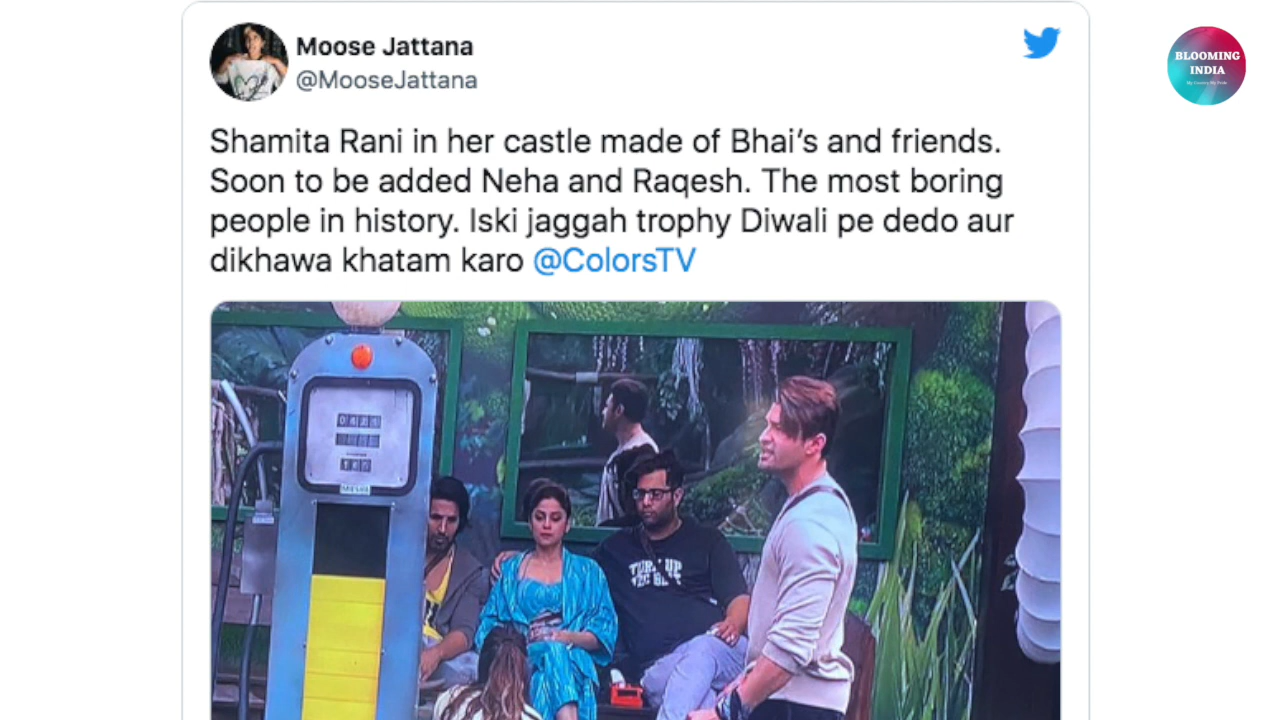 Moose Jattana
@MooseJattana
BLOOMING
INDIA
Shamita Rani in her castle made of Bhai’s and friends.
Soon to be added Neha and Raqesh. The most boring
people in history. Iski jaggah trophy Diwali pe dedo aur
dikhawa khatam karo @ColorsTV